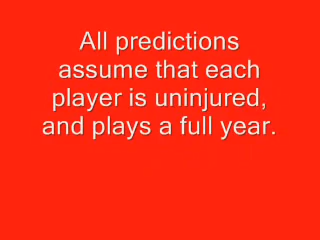 All predictions
assume that each
player is uninjured,
and plays a full year.